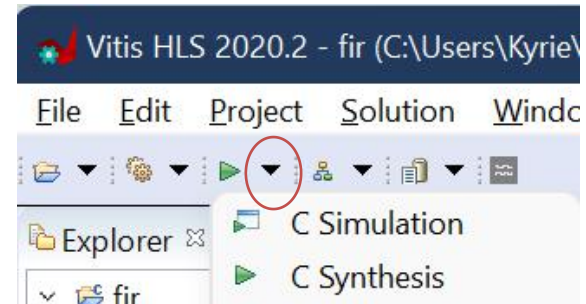 Vitis HLS 2020.2 - fir (C:\Users\Kyrie\
File Edit Project Solution Windo
Explorer
C Simulation
fir
C Synthesis